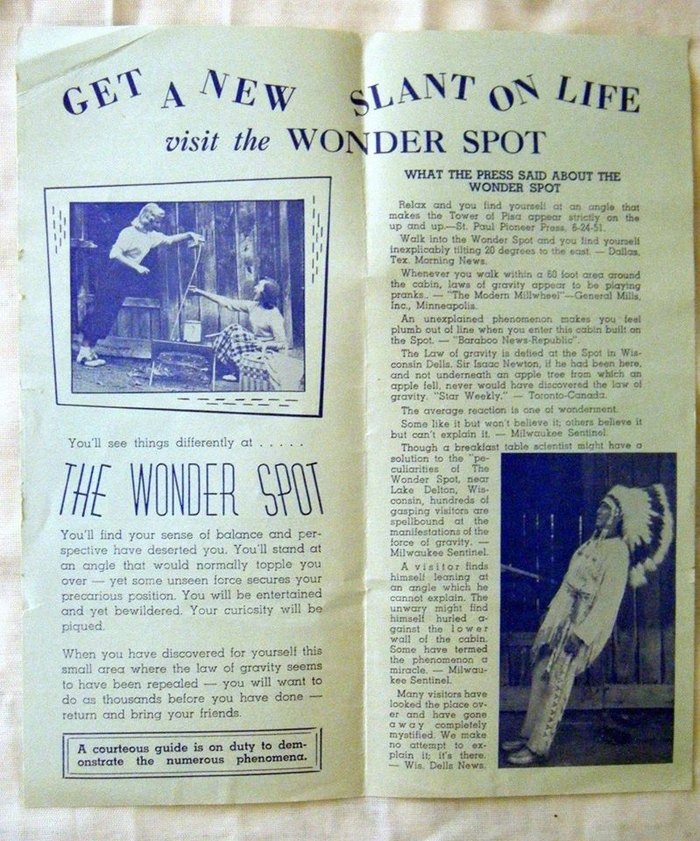 GET A NEW SLANT ON LIFE
visit the WONDER SPOT
You'll see things differently at . . . . .
THE WONDER SPOT
You'll find your sense of balance and per-
spective have deserted you. You'll stand at
an angle that would normally topple you
over — yet some unseen force secures your
precarious position. You will be entertained
and yet bewildered. Your curiosity will be
piqued.
When you have discovered for yourself this
small area where the law of gravity seems
to have been repealed — you will want to
do as thousands before you have done —
return and bring your friends.
A courteous guide is on duty to dem-
onstrate the numerous phenomena.
WHAT THE PRESS SAID ABOUT THE
WONDER SPOT
Relax and you find yourself at an angle that
makes the Tower of Pisa appear strictly on the
up and up.—St. Paul Pioneer Press, 6-24-51.
Walk into the Wonder Spot and you find yourself
inexplicably tilting 20 degrees to the east. — Dallas,
Tex. Morning News.
Whenever you walk within a 60 foot area around
the cabin, laws of gravity appear to be playing
pranks.. — "The Modern Millwheel"—General Mills,
Inc., Minneapolis.
An unexplained phenomenon makes you feel
plumb out of line when you enter this cabin built on
the Spot. — "Baraboo News-Republic".
The Law of gravity is defied at the Spot in Wis-
consin Dells. Sir Isaac Newton, if he had been here,
and not underneath an apple tree from which an
apple fell, never would have discovered the law of
gravity. "Star Weekly." — Toronto-Canada.
The average reaction is one of wonderment.
Some like it but won't believe it; others believe it
but can't explain it. — Milwaukee Sentinel.
Though a breakfast table scientist might have a
solution to the "pe-
culiarities of The
Wonder Spot, near
Lake Delton, Wis-
consin, hundreds of
gasping visitors are
spellbound at the
manifestations of the
force of gravity. —
Milwaukee Sentinel.
A visitor finds
himself leaning at
an angle which he
cannot explain. The
unwary might find
himself huried a-
gainst the lower
wall of the cabin.
Some have termed
the phenomenon a
miracle. — Milwau-
kee Sentinel.
Many visitors have
looked the place ov-
er and have gone
away completely
mystified. We make
no attempt to ex-
plain it; it's there.
— Wis. Dells News.